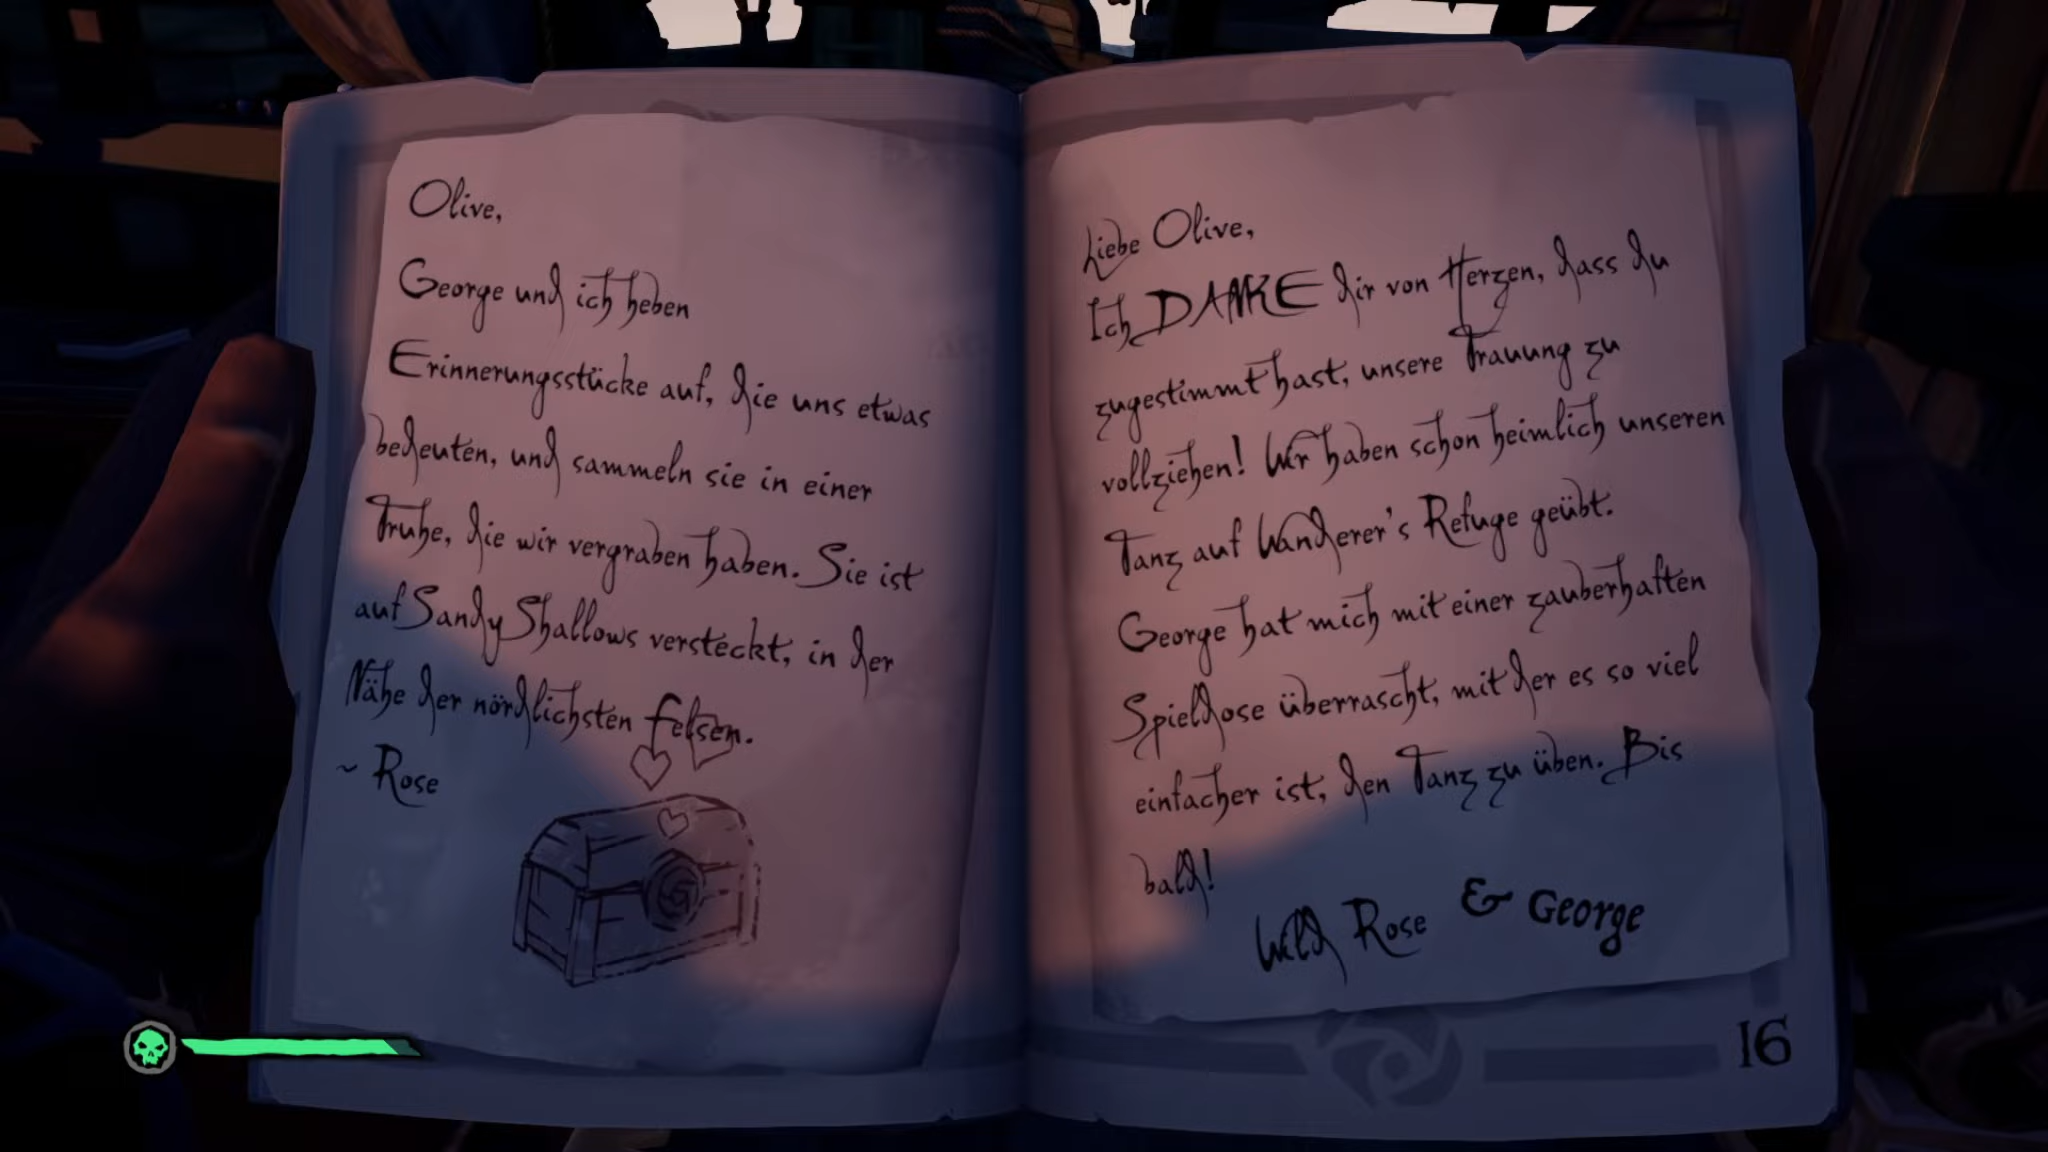 Olive,
George und ich heben
Erinnerungsstücke auf, die uns etwas
bedeuten, und sammeln sie in einer
Truhe, die wir vergraben haben. Sie ist
auf Sandy Shallows versteckt, in der
Nähe der nördlichsten Felsen.
~ Rose
Liebe Olive,
Ich DANKE dir von Herzen, dass du
zugestimmt hast, unsere Trauung zu
vollziehen! Wir haben schon heimlich unseren
Tanz auf Wanderer's Refuge geübt.
George hat mich mit einer zauberhaften
Spieldose überrascht, mit der es so viel
einfacher ist, den Tanz zu üben. Bis
bald!
Wild Rose & George
16